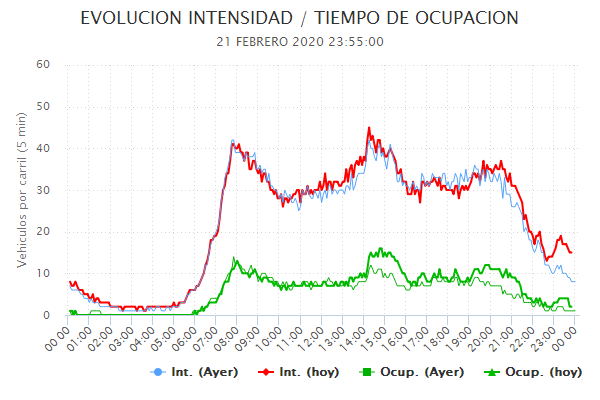 EVOLUCION INTENSIDAD / TIEMPO DE OCUPACION
21 FEBRERO 2020 23:55:00
Vehiculos por carril (5 min)
60
50
40
30
20
10
0
00:00 01:00 02:00 03:00 04:00 05:00 06:00 07:00 08:00 09:00 10:00 11:00 12:00 13:00 14:00 15:00 16:00 17:00 18:00 19:00 20:00 21:00 22:00 23:00 00:00
Int. (Ayer) Int. (hoy) Ocup. (Ayer) Ocup. (hoy)